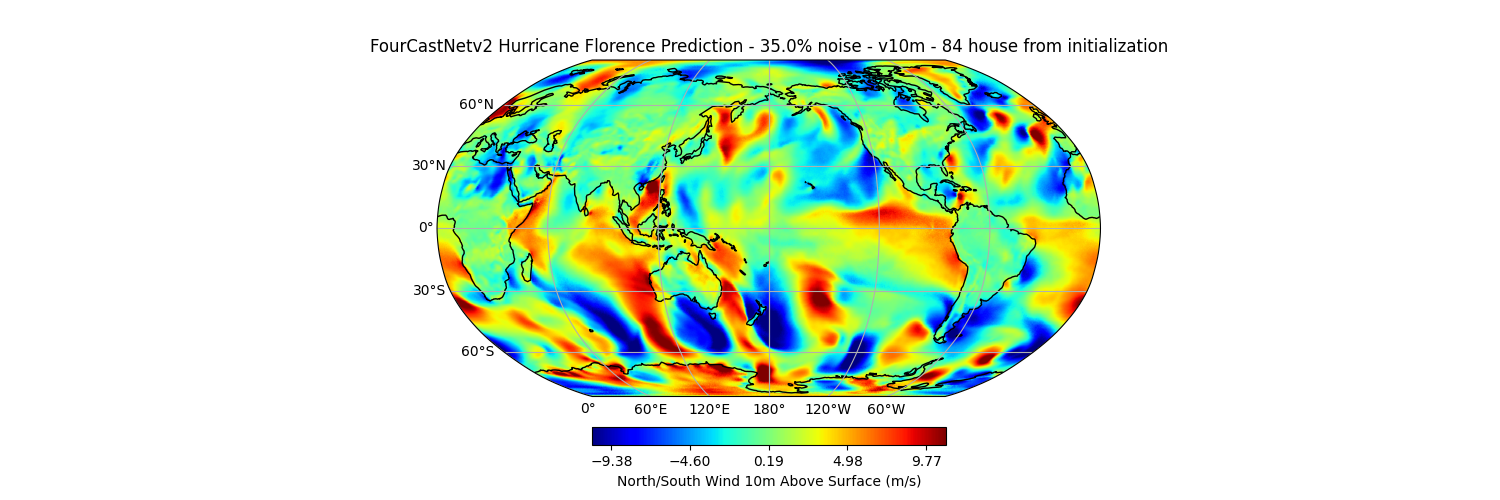 FourCastNetv2 Hurricane Florence Prediction - 35.0% noise - v10m - 84 house from initialization
60°N
30°N
0°
30°S
60°S
0° 60°E 120°E 180° 120°W 60°W
−9.38 −4.60 0.19 4.98 9.77
North/South Wind 10m Above Surface (m/s)